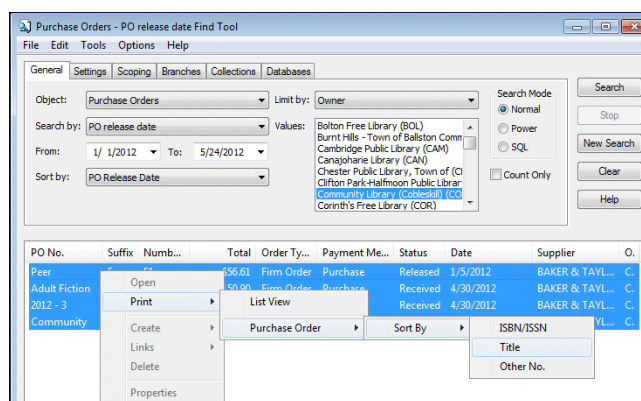 Purchase Orders - PO release date Find Tool
File Edit Tools Options Help
General Settings Scoping Branches Collections Databases
Object: Purchase Orders Limit by: Owner Search Mode Search
Normal
Search by: PO release date Values: Bolton Free Library (BOL) Stop
Burnt Hills - Town of Ballston Comm
Power
Cambridge Public Library (CAM)
From: 1/ 1/2012 To: 5/24/2012 Canajoharie Library (CAN) SQL New Search
Chester Public Library, Town of (CI
Sort by: PO Release Date Clifton Park-Halfmoon Public Librar Count Only Clear
Community Library (Cobleskill) (CO
Corinth's Free Library (COR) Help
PO No. Suffix Numb... Total Order Ty... Payment Me... Status Date Supplier O.
Peer $56.61 Firm Order Purchase Released 1/5/2012 BAKER & TAYL... C.
Adult Fiction Open Firm Order Purchase Received 4/30/2012 BAKER & TAYL... C.
2012 - 3 Print List View Received 4/30/2012 BAKER & TAYL... C.
Community Create Purchase Order Sort By ISBN/ISSN YL... C.
Links Title
Delete Other No.
Properties